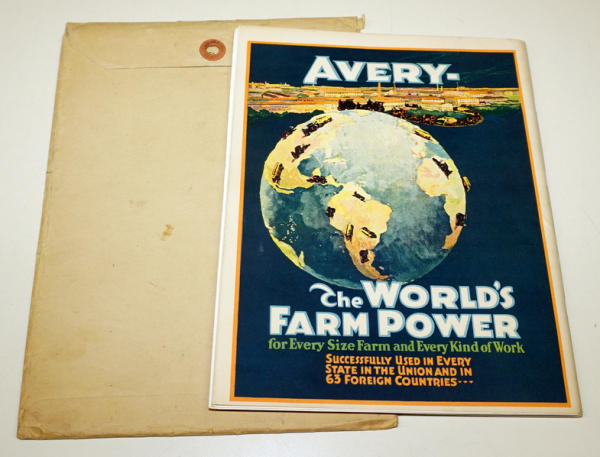 AVERY-
The WORLD'S
FARM POWER
for Every Size Farm and Every Kind of Work
SUCCESSFULLY USED IN EVERY
STATE IN THE UNION AND IN
63 FOREIGN COUNTRIES---